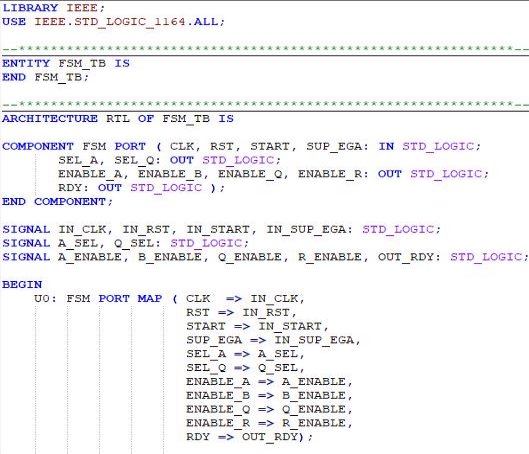 LIBRARY IEEE;
USE IEEE.STD_LOGIC_1164.ALL;
--**************************************************************--
ENTITY FSM_TB IS
END FSM_TB;
--**************************************************************--
ARCHITECTURE RTL OF FSM_TB IS
COMPONENT FSM PORT ( CLK, RST, START, SUP_EGA: IN STD_LOGIC;
SEL_A, SEL_Q: OUT STD_LOGIC;
ENABLE_A, ENABLE_B, ENABLE_Q, ENABLE_R: OUT STD_LOGIC;
RDY: OUT STD_LOGIC );
END COMPONENT;
SIGNAL IN_CLK, IN_RST, IN_START, IN_SUP_EGA: STD_LOGIC;
SIGNAL A_SEL, Q_SEL: STD_LOGIC;
SIGNAL A_ENABLE, B_ENABLE, Q_ENABLE, R_ENABLE, OUT_RDY: STD_LOGIC;
BEGIN
U0: FSM PORT MAP ( CLK => IN_CLK,
RST => IN_RST,
START => IN_START,
SUP_EGA => IN_SUP_EGA,
SEL_A => A_SEL,
SEL_Q => Q_SEL,
ENABLE_A => A_ENABLE,
ENABLE_B => B_ENABLE,
ENABLE_Q => Q_ENABLE,
ENABLE_R => R_ENABLE,
RDY => OUT_RDY);